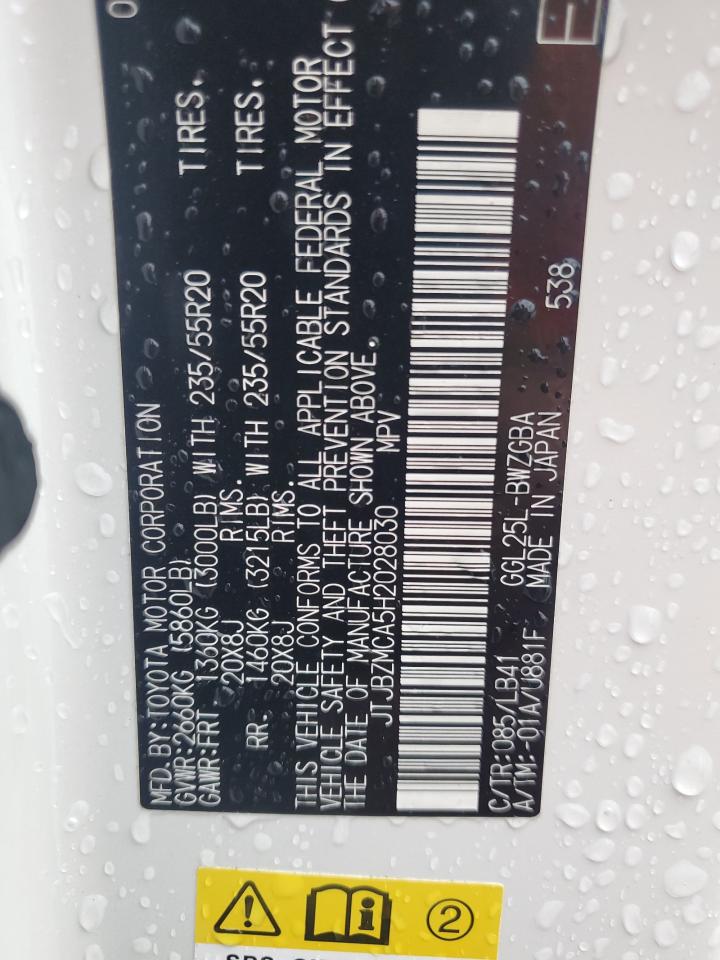 MFD.BY:TOYOTA MOTOR CORPORATION 0
GVWR:2660KG (5860LB)
GAWR:FRT 1360KG (3000LB) WITH 235/55R20 TIRES.
20X8J RIMS.
RR. 1460KG (3215LB) WITH 235/55R20 TIRES.
20X8J RIMS.
THIS VEHICLE CONFORMS TO ALL APPLICABLE FEDERAL MOTOR
VEHICLE SAFETY AND THEFT PREVENTION STANDARDS IN EFFECT
THE DATE OF MANUFACTURE SHOWN ABOVE.
JTJBZMCA5H2028030 MPV
C/TR:085/LB41 GGL25L-BWZGBA
A/TM:-01A/U881F MADE IN JAPAN 538
2